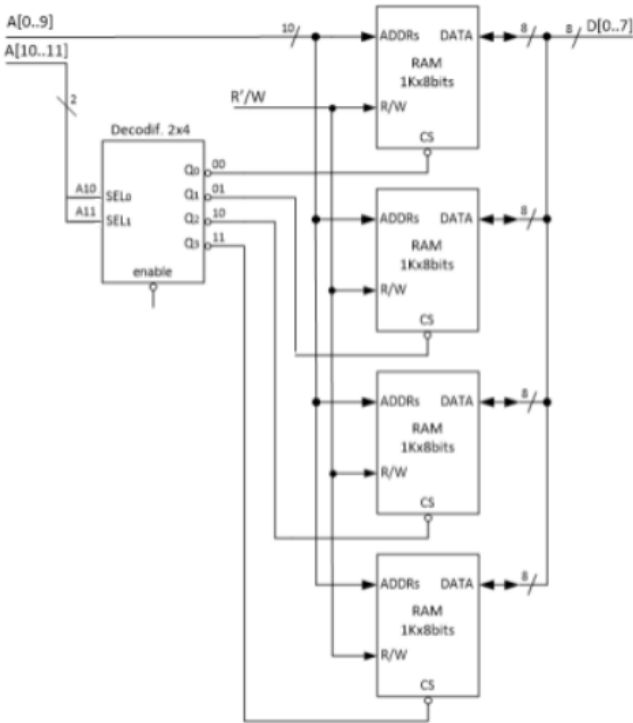 A[0..9]
10
ADDRs DATA
8
8
D[0..7]
A[10..11]
RAM
1Kx8bits
2
R'/W
R/W
Decodif. 2x4
CS
Q0 00
A10 SEL0
Q1 01
A11 SEL1
Q2 10
Q3 11
enable
ADDRs DATA
8
RAM
1Kx8bits
R/W
CS
ADDRs DATA
8
RAM
1Kx8bits
R/W
CS
ADDRs DATA
8
RAM
1Kx8bits
R/W
CS